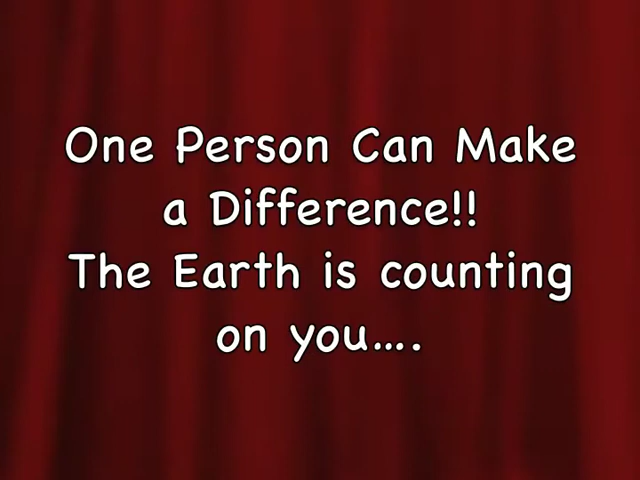 One Person Can Make
a Difference!!
The Earth is counting
on you....